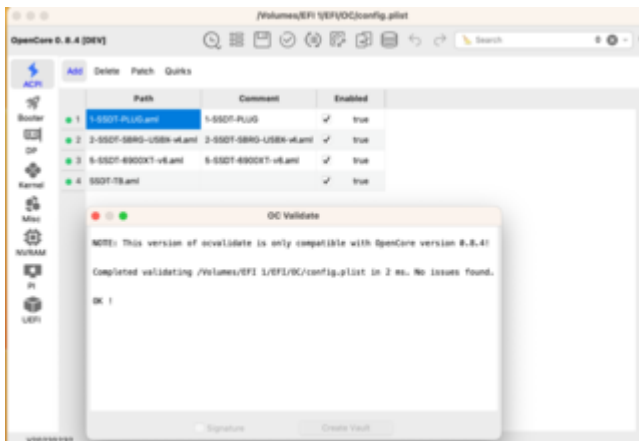 /Volumes/EFI 1/EFI/OC/config.plist
OpenCore 0.8.4 [DEV]
Search
0
ACPI
Booter
DP
Kernel
Misc
NVRAM
PI
UEFI
Add Delete Patch Quirks
Path Comment Enabled
1 1-SSDT-PLUG.aml 1-SSDT-PLUG true
2 2-SSDT-SBRG-USBX-v4.aml 2-SSDT-SBRG-USBX-v4.aml true
3 5-SSDT-6900XT-v6.aml 5-SSDT-6900XT-v6.aml true
4 SSDT-TB.aml true
OC Validate
NOTE: This version of ocvalidate is only compatible with OpenCore version 0.8.4!
Completed validating /Volumes/EFI 1/EFI/OC/config.plist in 2 ms. No issues found.
OK !
Signature Create Vault